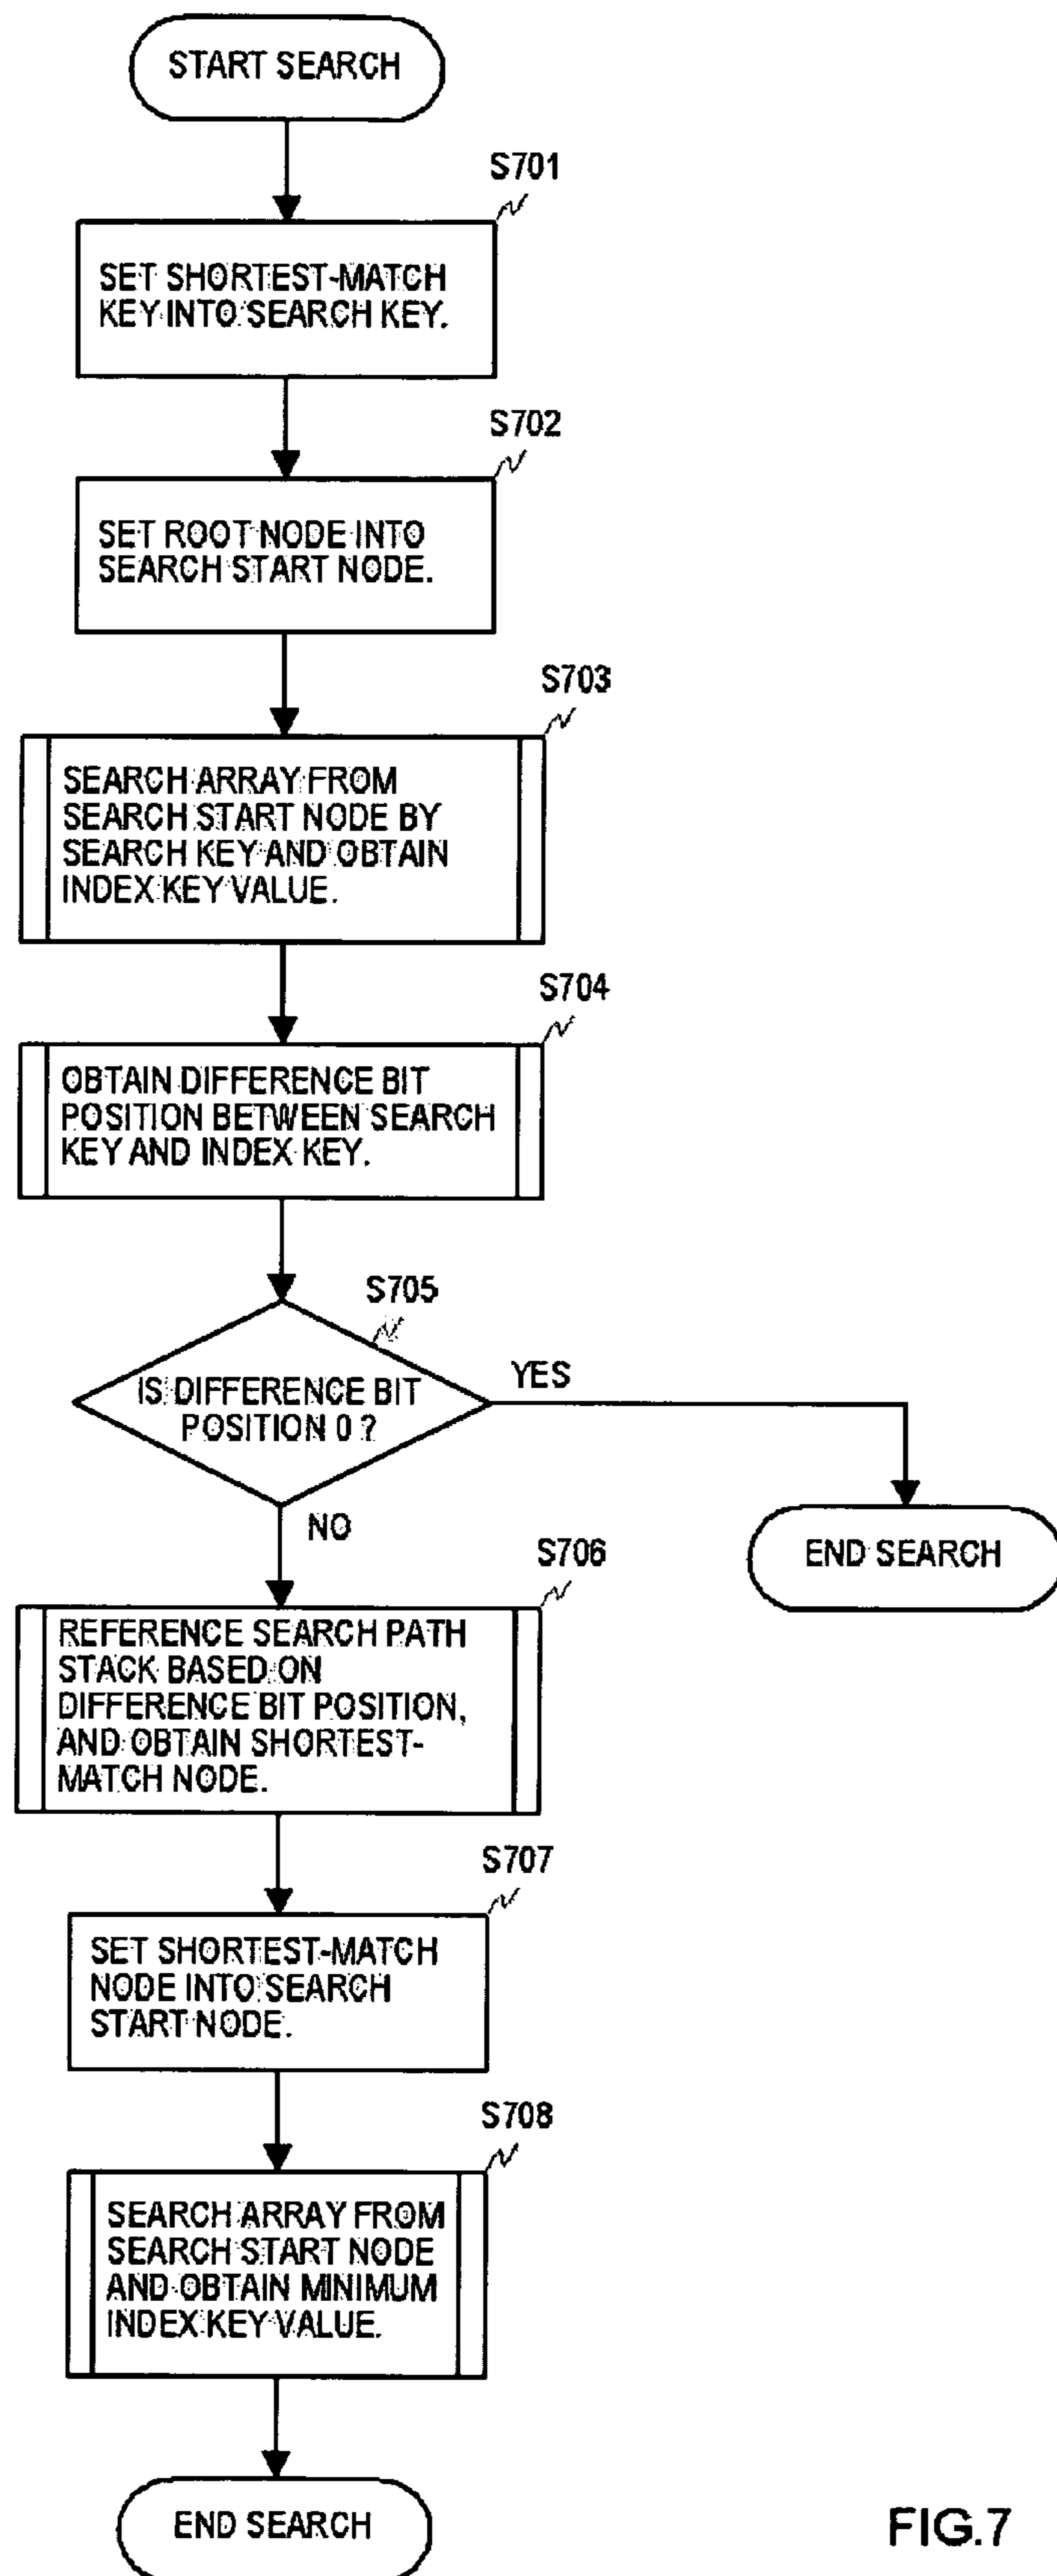 START SEARCH
S701
SET SHORTEST-MATCH
KEY INTO SEARCH KEY.
S702
SET ROOT NODE INTO
SEARCH START NODE.
S703
SEARCH ARRAY FROM
SEARCH START NODE BY
SEARCH KEY AND OBTAIN
INDEX KEY VALUE.
S704
OBTAIN DIFFERENCE BIT
POSITION BETWEEN SEARCH
KEY AND INDEX KEY.
S705
IS DIFFERENCE BIT
POSITION 0 ?
YES
NO
END SEARCH
S706
REFERENCE SEARCH PATH
STACK BASED ON
DIFFERENCE BIT POSITION,
AND OBTAIN SHORTEST-
MATCH NODE.
S707
SET SHORTEST-MATCH
NODE INTO SEARCH
START NODE.
S708
SEARCH ARRAY FROM
SEARCH START NODE
AND OBTAIN MINIMUM
INDEX KEY VALUE.
END SEARCH
FIG.7